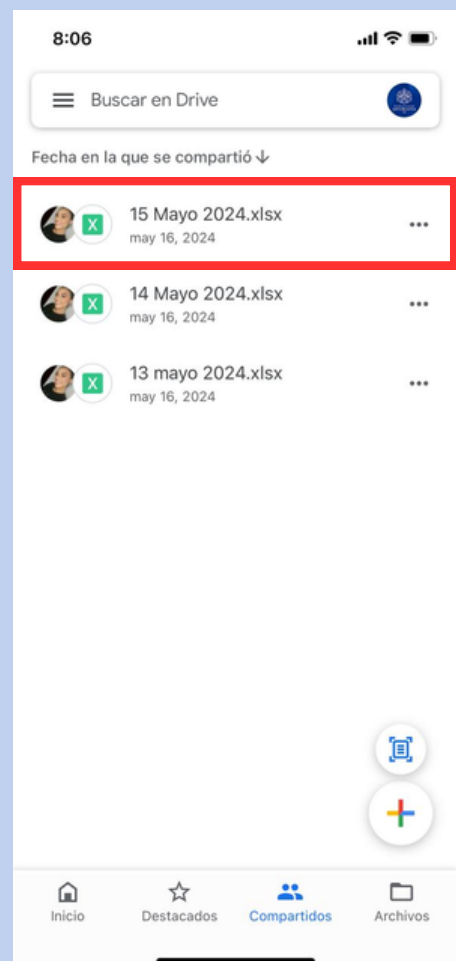 8:06
Buscar en Drive
Fecha en la que se compartió ↓
15 Mayo 2024.xlsx
may 16, 2024
14 Mayo 2024.xlsx
may 16, 2024
13 mayo 2024.xlsx
may 16, 2024
Inicio Destacados Compartidos Archivos